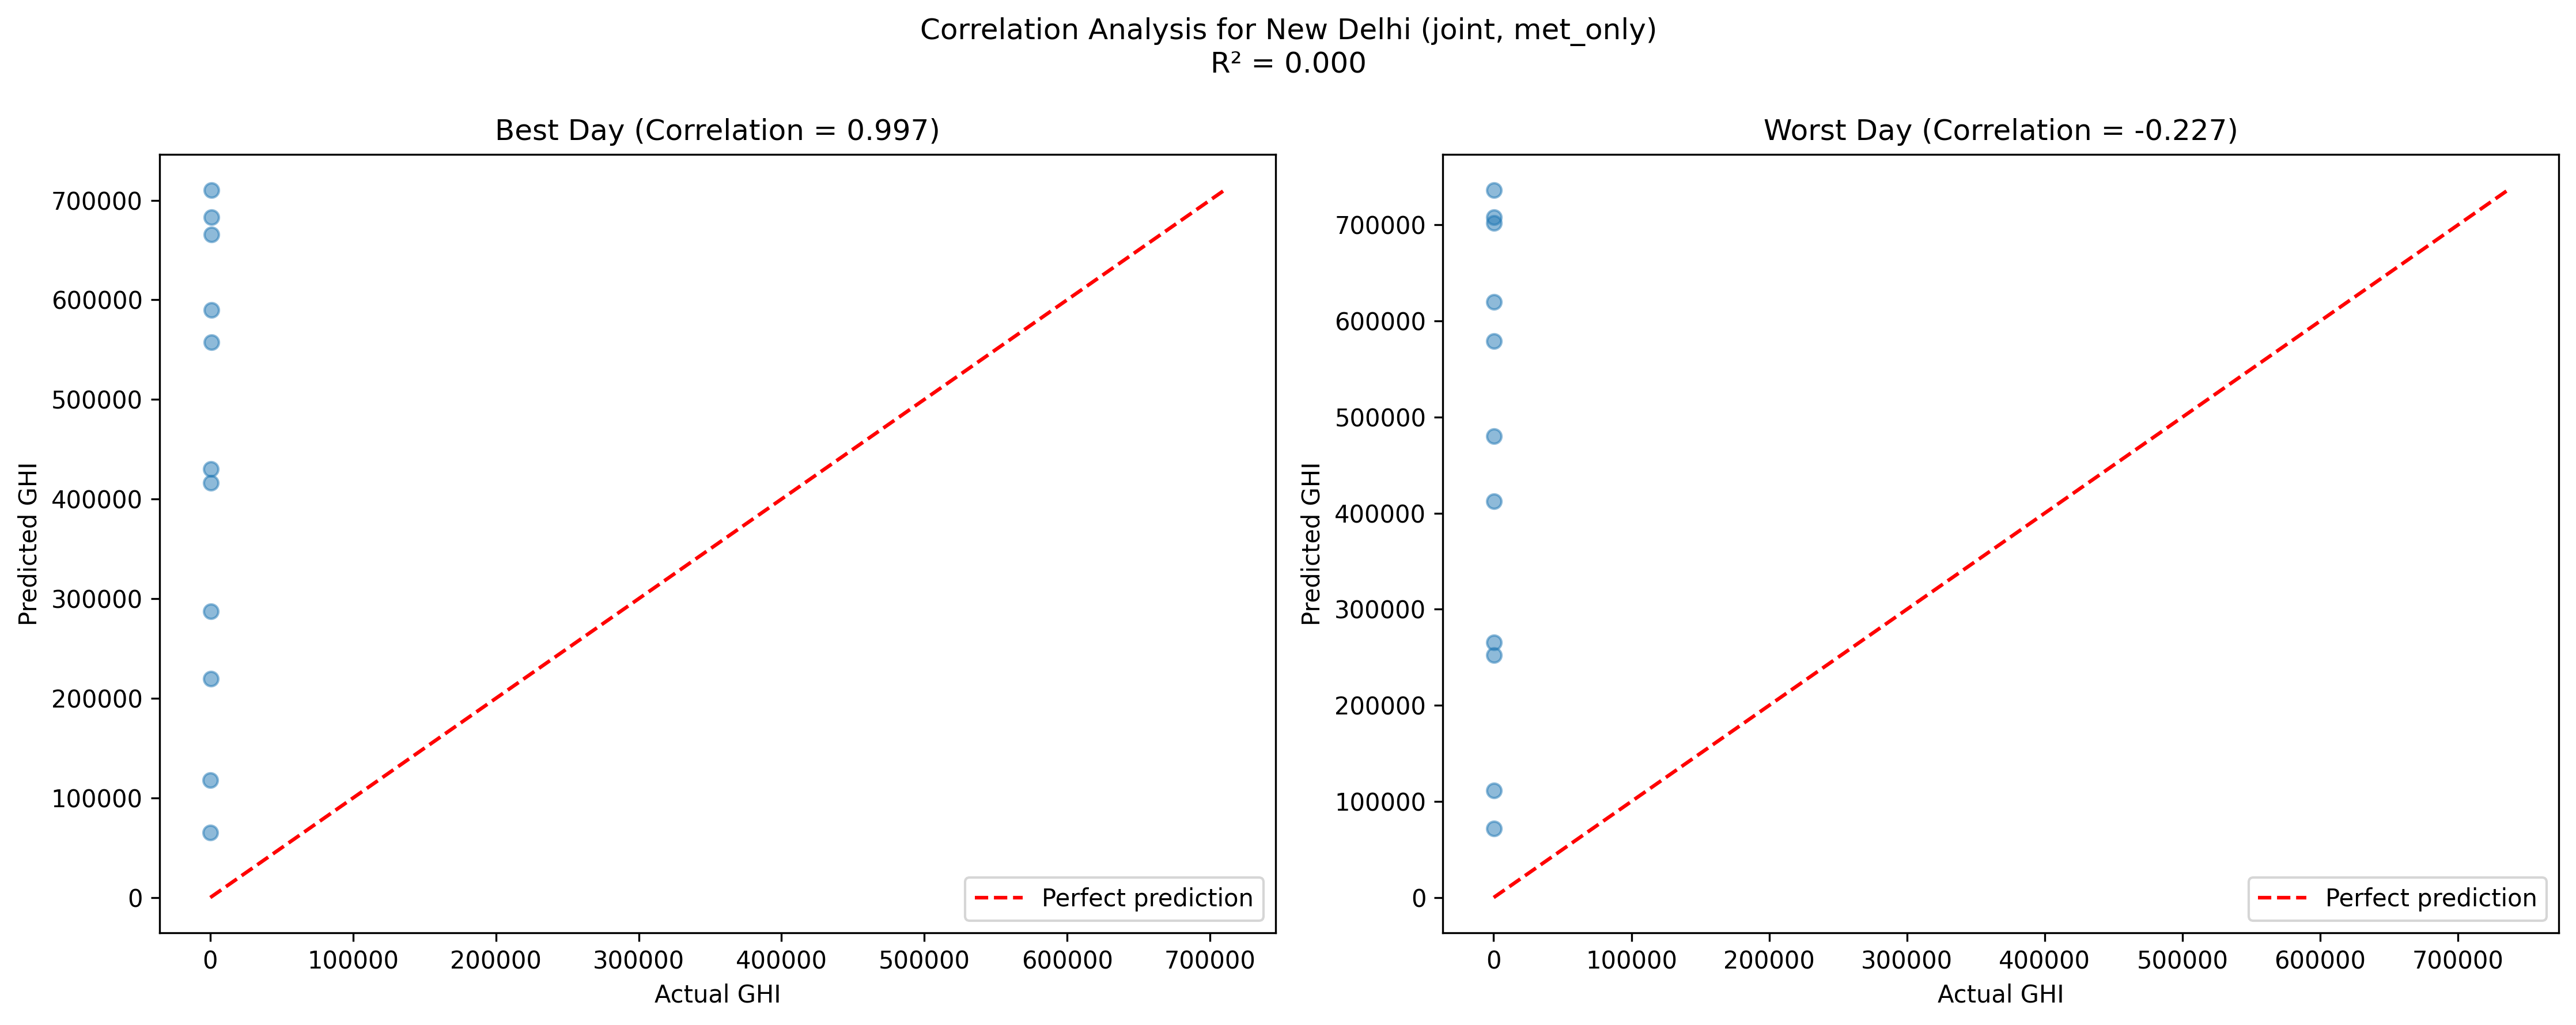 Correlation Analysis for New Delhi (joint, met_only)
R² = 0.000
Best Day (Correlation = 0.997)
700000
600000
500000
400000
300000
200000
100000
0
Predicted GHI
0 100000 200000 300000 400000 500000 600000 700000
Actual GHI
Perfect prediction
Worst Day (Correlation = -0.227)
700000
600000
500000
400000
300000
200000
100000
0
Predicted GHI
0 100000 200000 300000 400000 500000 600000 700000
Actual GHI
Perfect prediction